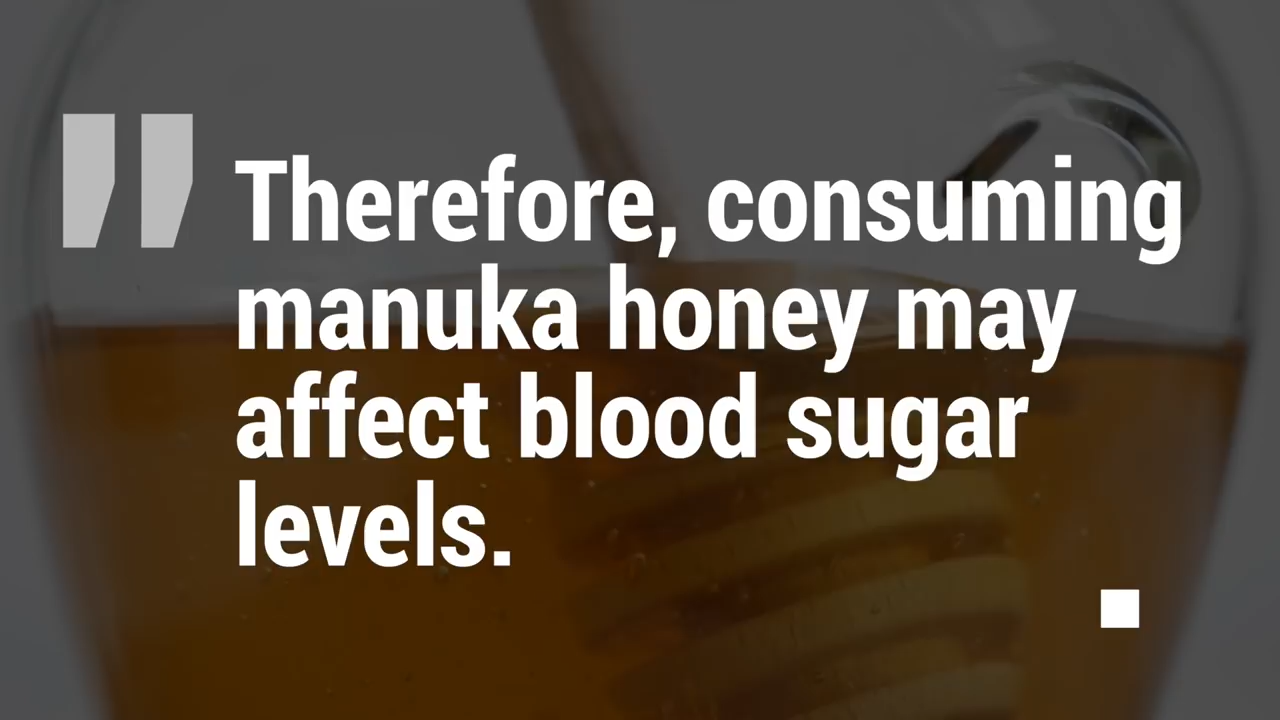 "
Therefore, consuming
manuka honey may
affect blood sugar
levels.